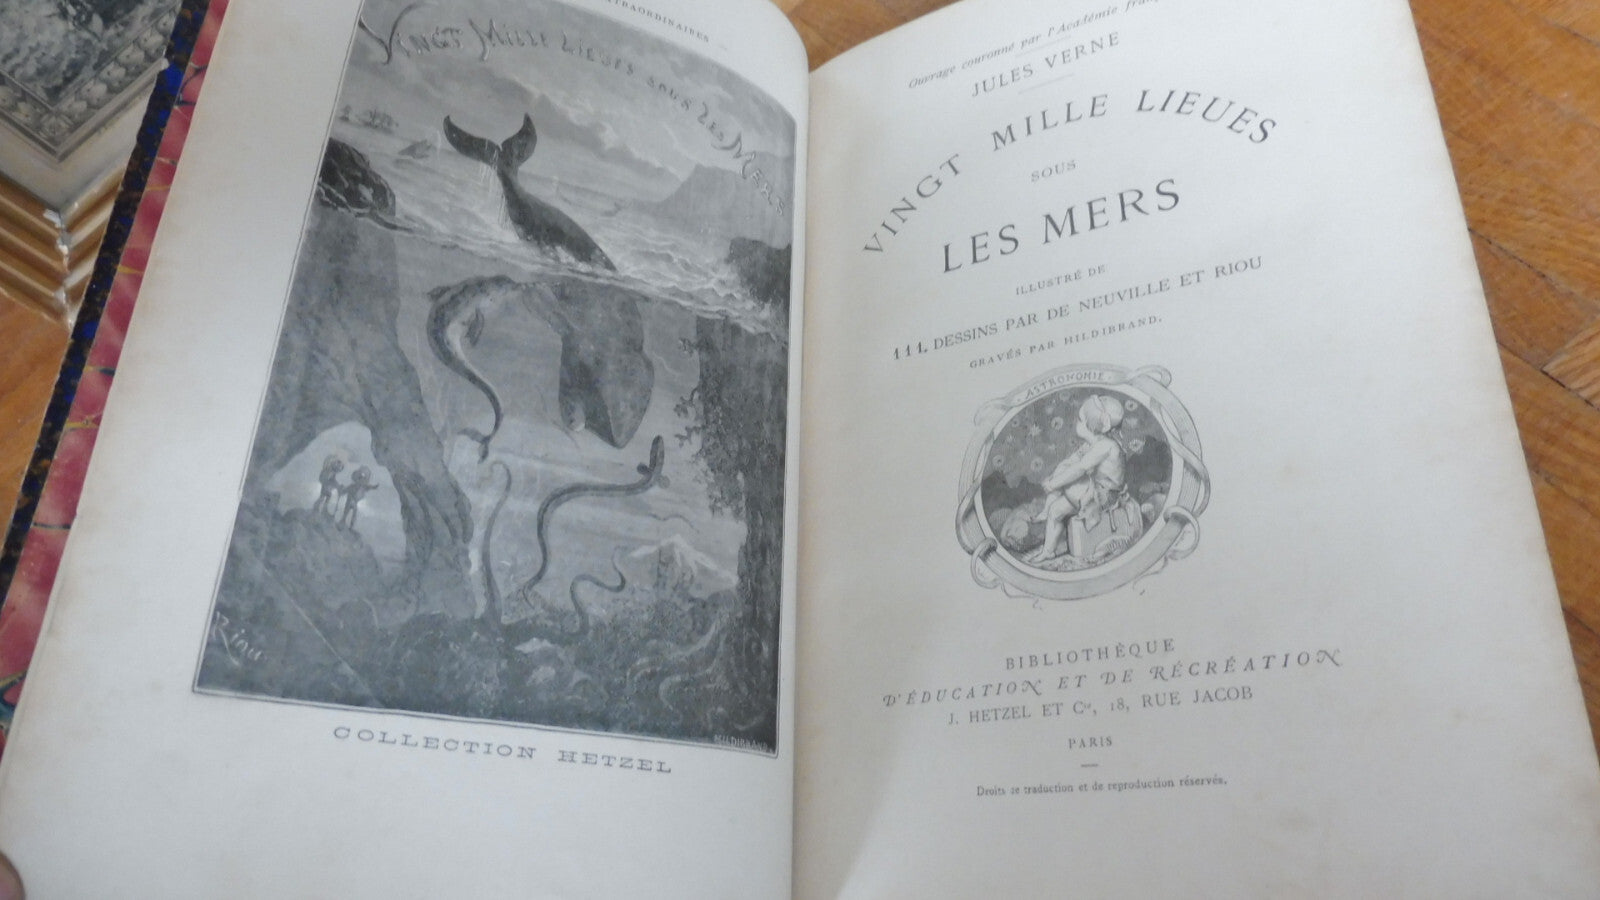 VINGT MILLE LIEUES SOUS LES MERS
Riou
HILDIBRAND
COLLECTION HETZEL
Ouvrage couronné par l'Académie
JULES VERNE
VINGT MILLE LIEUES
SOUS
LES MERS
ILLUSTRÉ DE
111 DESSINS PAR DE NEUVILLE ET RIOU
GRAVÉS PAR HILDIBRAND.
ASTRONOMIE
BIBLIOTHÈQUE
D'ÉDUCATION ET DE RÉCRÉATION
J. HETZEL ET Cie, 18, RUE JACOB
PARIS
Droits de traduction et de reproduction réservés.